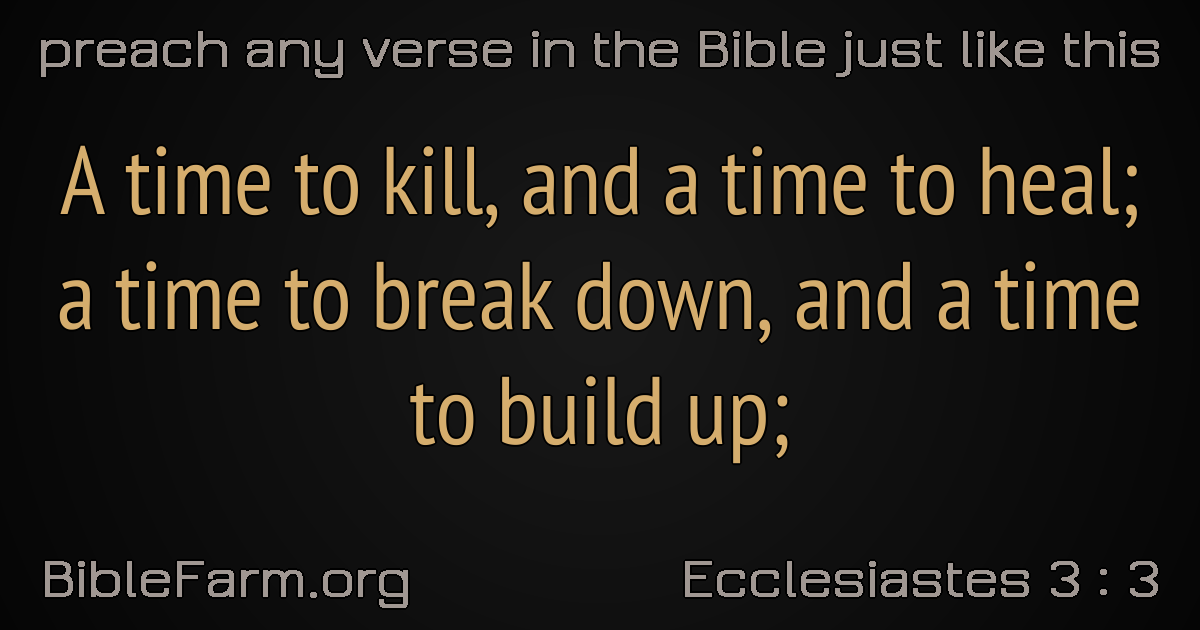 preach any verse in the Bible just like this
A time to kill, and a time to heal;
a time to break down, and a time
to build up;
BibleFarm.org
Ecclesiastes 3 : 3